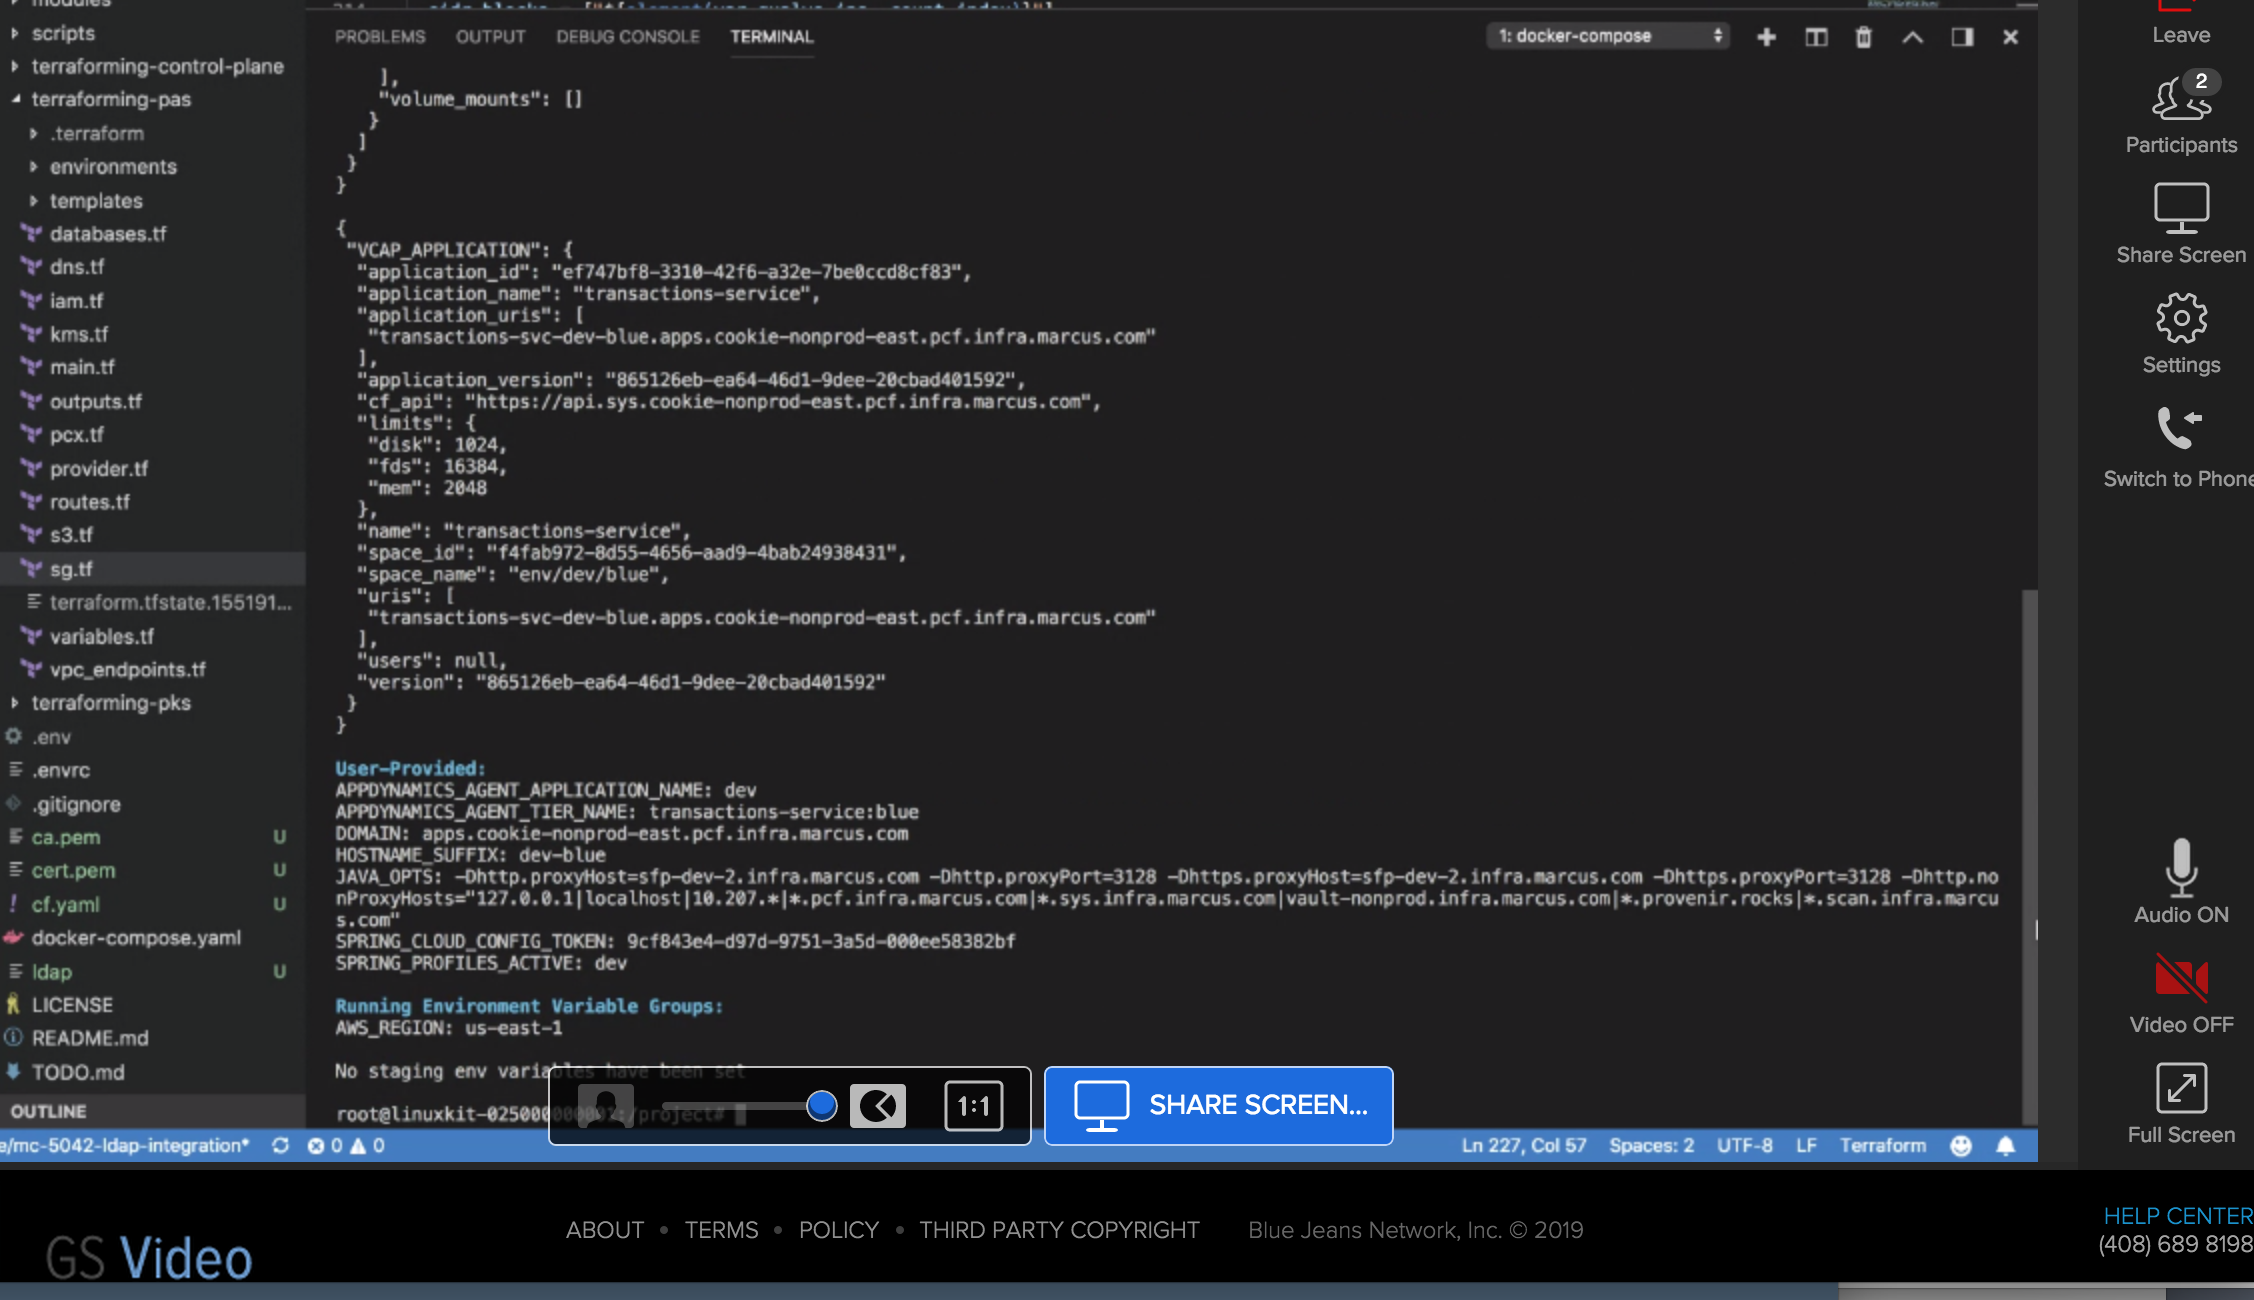 modules
scripts
terraforming-control-plane
terraforming-pas
.terraform
environments
templates
databases.tf
dns.tf
iam.tf
kms.tf
main.tf
outputs.tf
pcx.tf
provider.tf
routes.tf
s3.tf
sg.tf
terraform.tfstate.155191...
variables.tf
vpc_endpoints.tf
terraforming-pks
.env
.envrc
.gitignore
ca.pem U
cert.pem U
! cf.yaml U
docker-compose.yaml
ldap U
LICENSE
README.md
TODO.md
OUTLINE
PROBLEMS OUTPUT DEBUG CONSOLE TERMINAL 1: docker-compose
],
"volume_mounts": []
}
]
}
}
{
"VCAP_APPLICATION": {
"application_id": "ef747bf8-3310-42f6-a32e-7be0ccd8cf83",
"application_name": "transactions-service",
"application_uris": [
"transactions-svc-dev-blue.apps.cookie-nonprod-east.pcf.infra.marcus.com"
],
"application_version": "865126eb-ea64-46d1-9dee-20cbad401592",
"cf_api": "https://api.sys.cookie-nonprod-east.pcf.infra.marcus.com",
"limits": {
"disk": 1024,
"fds": 16384,
"mem": 2048
},
"name": "transactions-service",
"space_id": "f4fab972-8d55-4656-aad9-4bab24938431",
"space_name": "env/dev/blue",
"uris": [
"transactions-svc-dev-blue.apps.cookie-nonprod-east.pcf.infra.marcus.com"
],
"users": null,
"version": "865126eb-ea64-46d1-9dee-20cbad401592"
}
}
User-Provided:
APPDYNAMICS_AGENT_APPLICATION_NAME: dev
APPDYNAMICS_AGENT_TIER_NAME: transactions-service:blue
DOMAIN: apps.cookie-nonprod-east.pcf.infra.marcus.com
HOSTNAME_SUFFIX: dev-blue
JAVA_OPTS: -Dhttp.proxyHost=sfp-dev-2.infra.marcus.com -Dhttp.proxyPort=3128 -Dhttps.proxyHost=sfp-dev-2.infra.marcus.com -Dhttps.proxyPort=3128 -Dhttp.no
nProxyHosts="127.0.0.1|localhost|10.207.*|*.pcf.infra.marcus.com|*.sys.infra.marcus.com|vault-nonprod.infra.marcus.com|*.provenir.rocks|*.scan.infra.marcu
s.com"
SPRING_CLOUD_CONFIG_TOKEN: 9cf843e4-d97d-9751-3a5d-000ee58382bf
SPRING_PROFILES_ACTIVE: dev
Running Environment Variable Groups:
AWS_REGION: us-east-1
No staging env variables have been set
root@linuxkit-025000000001:/project#
1:1
SHARE SCREEN...
e/mc-5042-ldap-integration* 0 0 Ln 227, Col 57 Spaces: 2 UTF-8 LF Terraform
Leave
2
Participants
Share Screen
Settings
Switch to Phone
Audio ON
Video OFF
Full Screen
GS Video
ABOUT • TERMS • POLICY • THIRD PARTY COPYRIGHT Blue Jeans Network, Inc. © 2019
HELP CENTER
(408) 689 8198